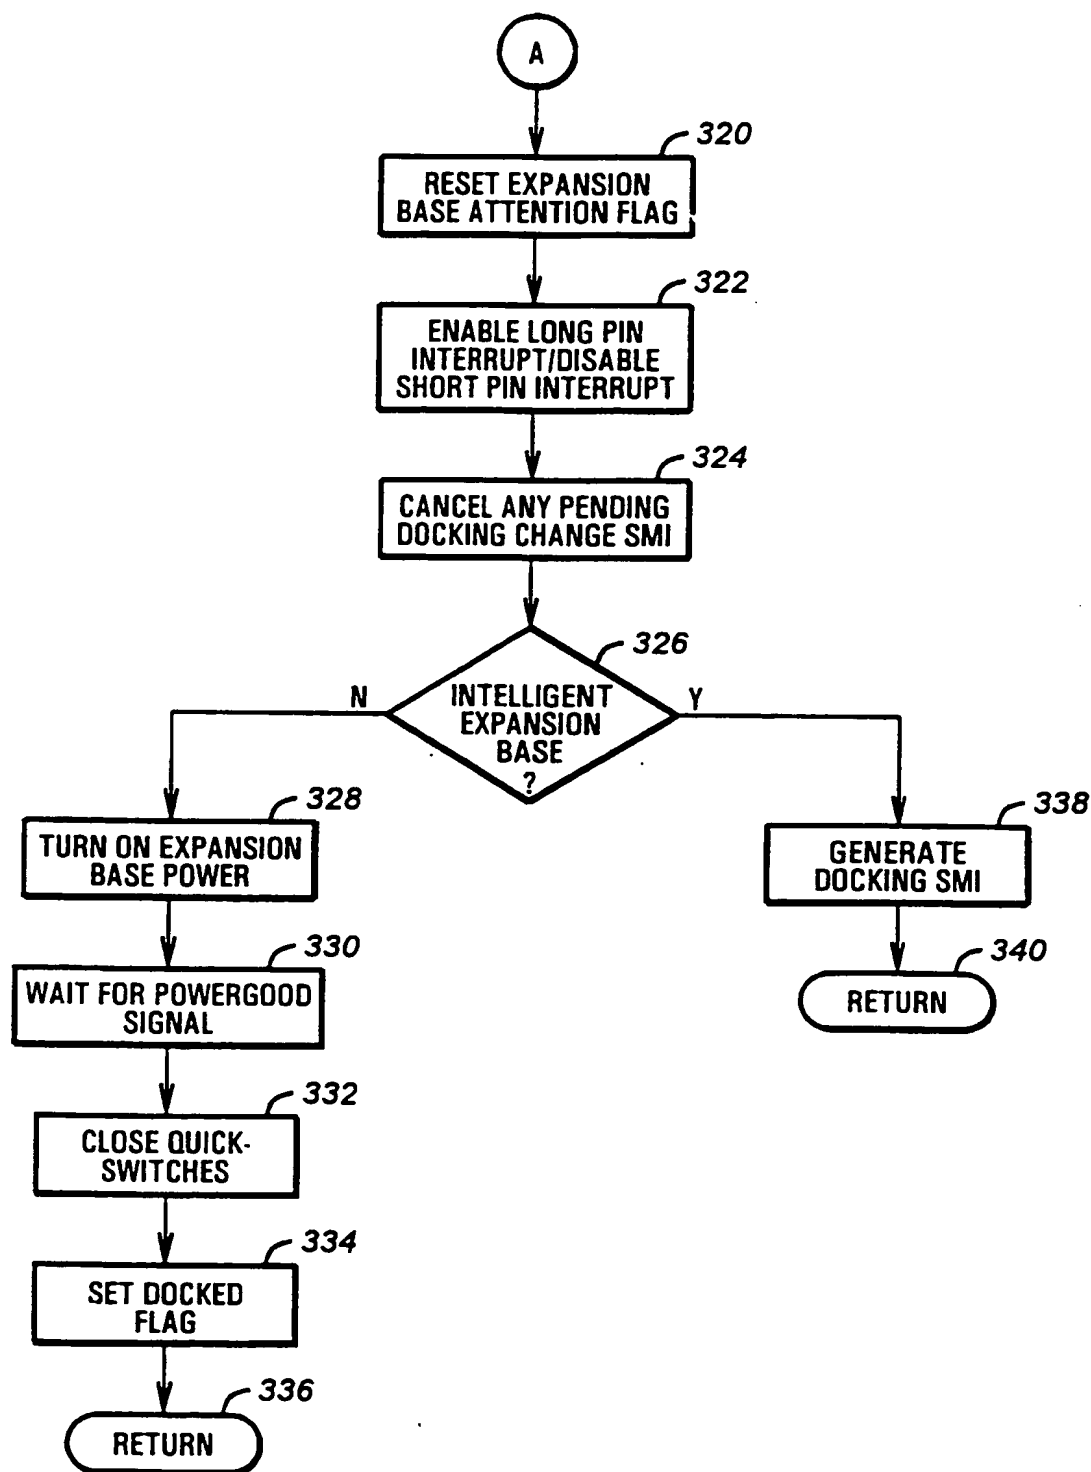 A
320
RESET EXPANSION
BASE ATTENTION FLAG
322
ENABLE LONG PIN
INTERRUPT/DISABLE
SHORT PIN INTERRUPT
324
CANCEL ANY PENDING
DOCKING CHANGE SMI
326
N
INTELLIGENT
EXPANSION
BASE
?
Y
328
TURN ON EXPANSION
BASE POWER
338
GENERATE
DOCKING SMI
330
WAIT FOR POWERGOOD
SIGNAL
340
RETURN
332
CLOSE QUICK-
SWITCHES
334
SET DOCKED
FLAG
336
RETURN